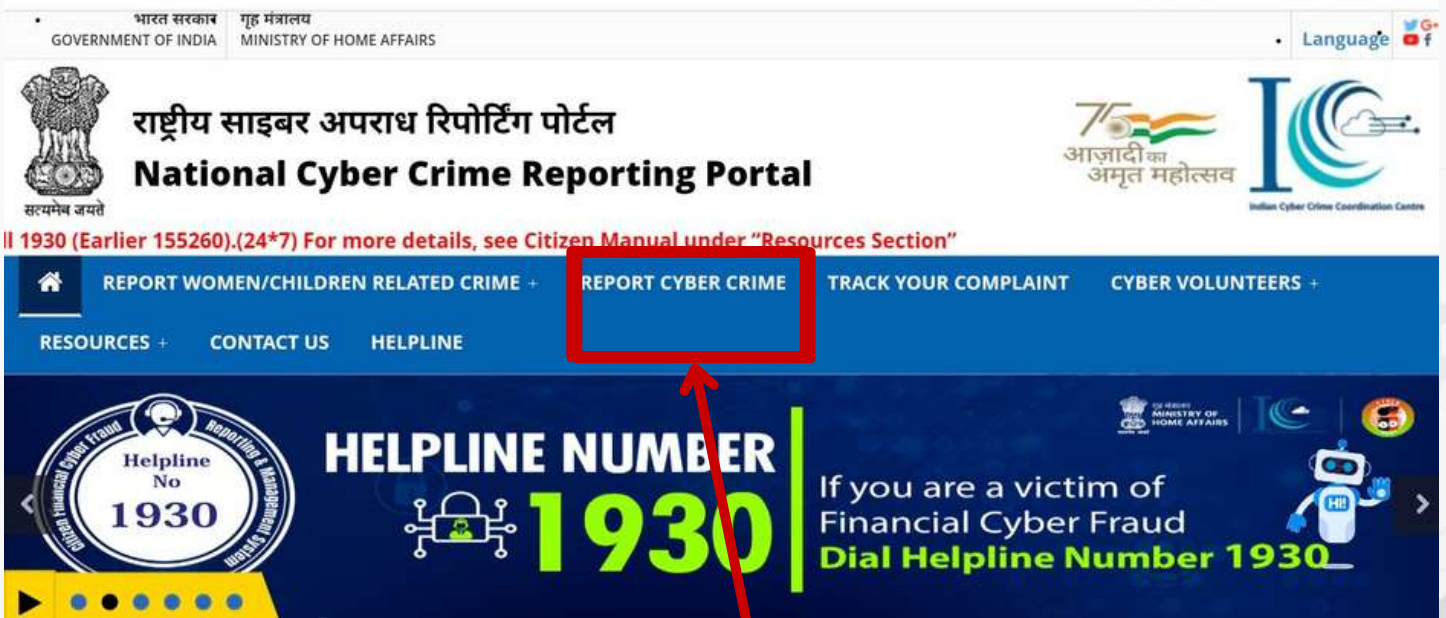 भारत सरकार
GOVERNMENT OF INDIA
गृह मंत्रालय
MINISTRY OF HOME AFFAIRS
Language
राष्ट्रीय साइबर अपराध रिपोर्टिंग पोर्टल
National Cyber Crime Reporting Portal
सत्यमेव जयते
75
आज़ादी का
अमृत महोत्सव
Indian Cyber Crime Coordination Centre
ll 1930 (Earlier 155260).(24*7) For more details, see Citizen Manual under “Resources Section”
REPORT WOMEN/CHILDREN RELATED CRIME + REPORT CYBER CRIME TRACK YOUR COMPLAINT CYBER VOLUNTEERS +
RESOURCES + CONTACT US HELPLINE
Citizen Financial Cyber Fraud Reporting & Management System
Helpline
No
1930
HELPLINE NUMBER
1930
MINISTRY OF
HOME AFFAIRS
If you are a victim of
Financial Cyber Fraud
Dial Helpline Number 1930
HI!